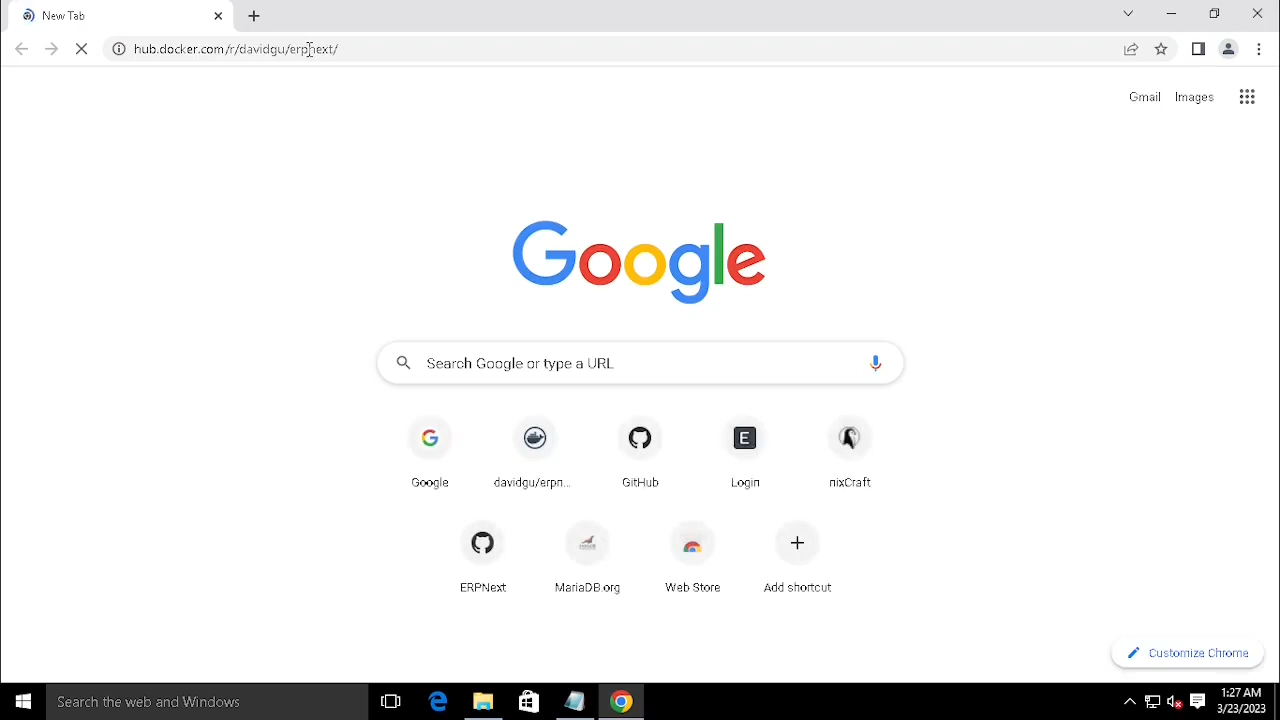 New Tab
hub.docker.com/r/davidgu/erpnext/
Gmail Images
Google
Search Google or type a URL
E
Google davidgu/erpn... GitHub Login nixCraft
ERPNext MariaDB.org Web Store Add shortcut
Customize Chrome
Search the web and Windows
1:27 AM
3/23/2023